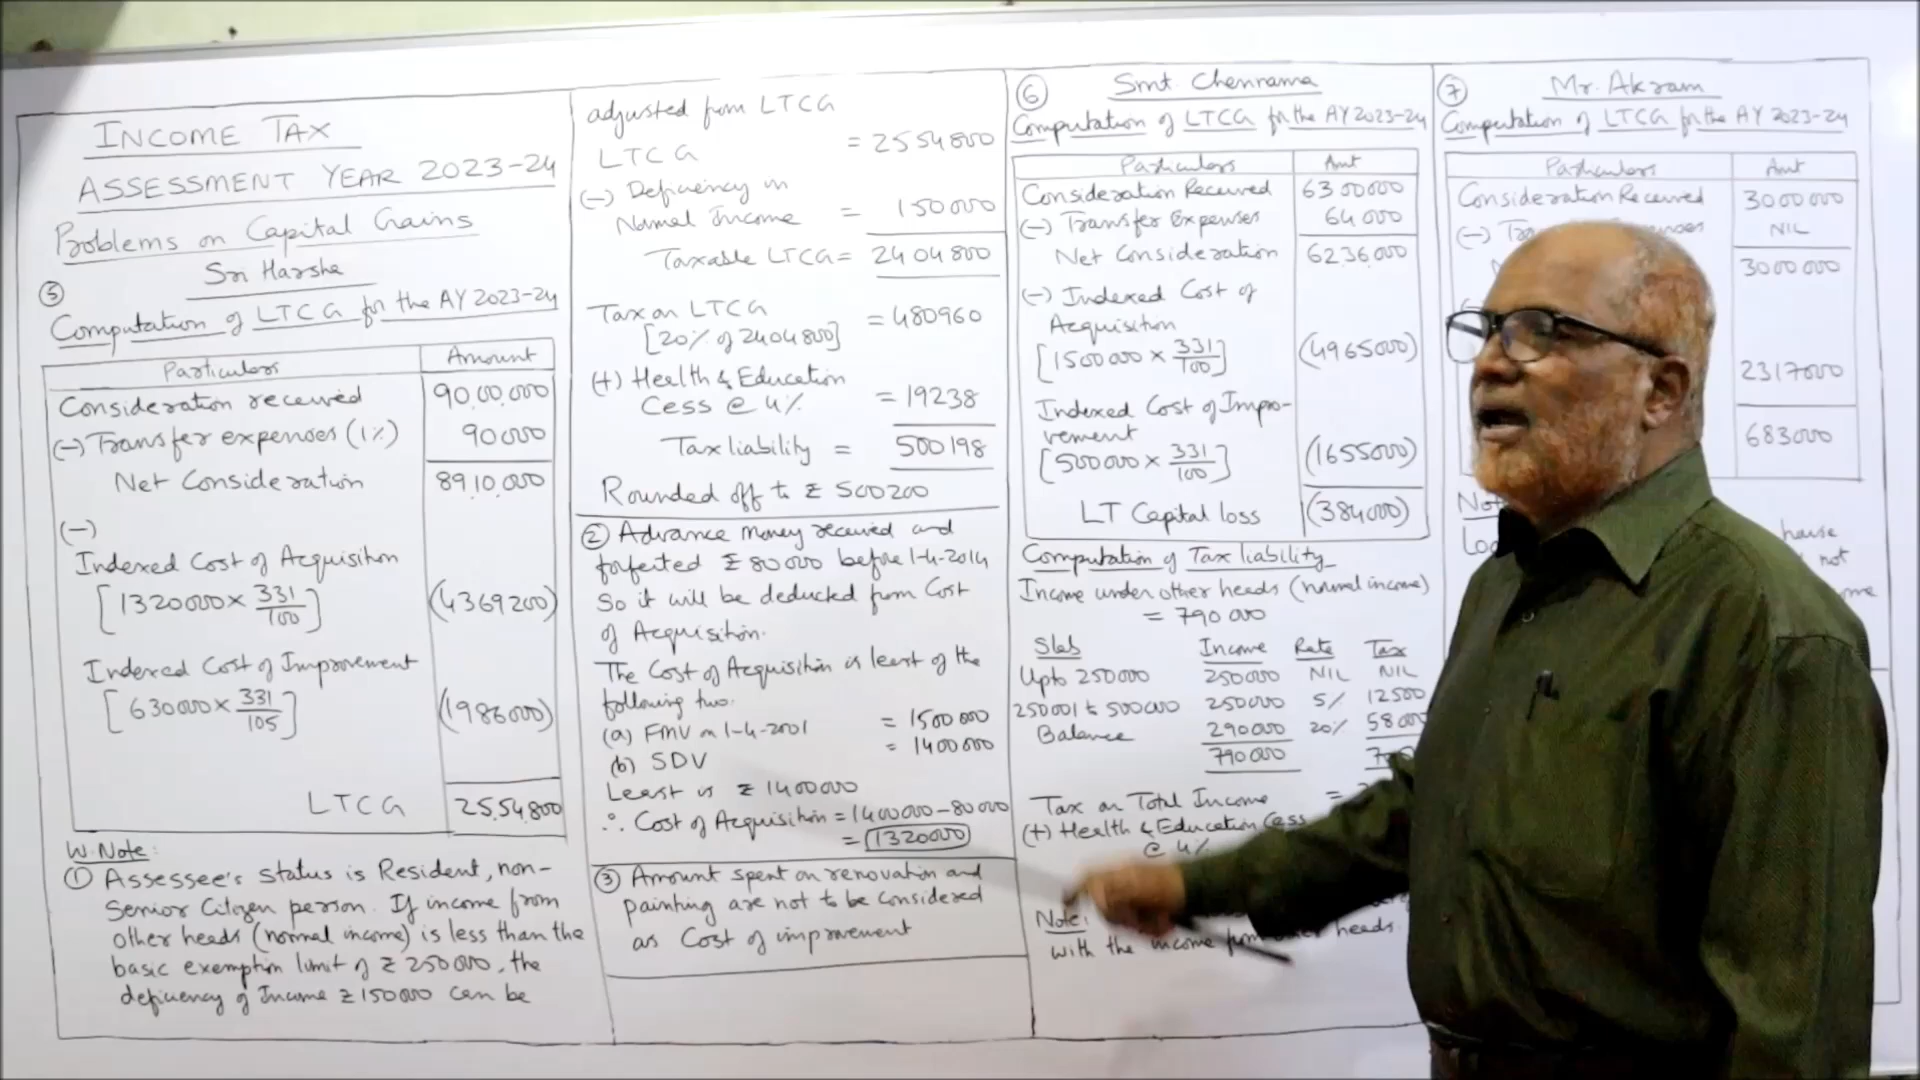 INCOME TAX
ASSESSMENT YEAR 2023-24
Problems on Capital Gains
Sri Harsha
⑤
Computation of LTCG for the AY 2023-24
Particulars Amount
Consideration received 90,00,000
(-) Transfer expenses (1%) 90000
Net Consideration 89,10,000
(-)
Indexed Cost of Acquisition
[1320000 × 331/100] (4369200)
Indexed Cost of Improvement
[630000 × 331/105] (1986000)
LTCG 25,54,800
W.Note:
① Assessee's status is Resident, non-
Senior Citizen person. If income from
other heads (normal income) is less than the
basic exemption limit of ₹ 250000, the
deficiency of Income ₹ 150000 can be
adjusted from LTCG
LTCG = 2554800
(-) Deficiency in
Normal Income = 150000
Taxable LTCG = 2404800
Tax on LTCG
[20% of 2404800] = 480960
(+) Health & Education
Cess @ 4% = 19238
Tax liability = 500198
Rounded off to ₹ 500200
② Advance money received and
forfeited ₹ 80000 before 1-4-2014
So it will be deducted from Cost
of Acquisition.
The Cost of Acquisition is least of the
following two.
(a) FMV on 1-4-2001 = 1500000
(b) SDV = 1400000
Least is ₹ 1400000
∴ Cost of Acquisition = 1400000-80000
= 1320000
③ Amount spent on renovation and
painting are not to be considered
as Cost of improvement
⑥ Smt. Chennama
Computation of LTCG for the AY 2023-24
Particulars Amt
Consideration Received 6300000
(-) Transfer Expenses 64000
Net Consideration 6236000
(-) Indexed Cost of
Acquisition
[1500000 × 331/100] (4965000)
Indexed Cost of Impro-
vement
[500000 × 331/100] (1655000)
LT Capital loss (384000)
Computation of Tax liability
Income under other heads (normal income)
= 790000
Slab Income Rate Tax
Upto 250000 250000 NIL NIL
250001 to 500000 250000 5% 12500
Balance 290000 20% 58000
790000
Tax on Total Income =
(+) Health & Education Cess
@ 4%
Note:
with the income from heads.
⑦ Mr. Akram
Computation of LTCG for the AY 2023-24
Particulars Amt
Consideration Received 3000000
(-) NIL
3000000
2317000
683000
house
not